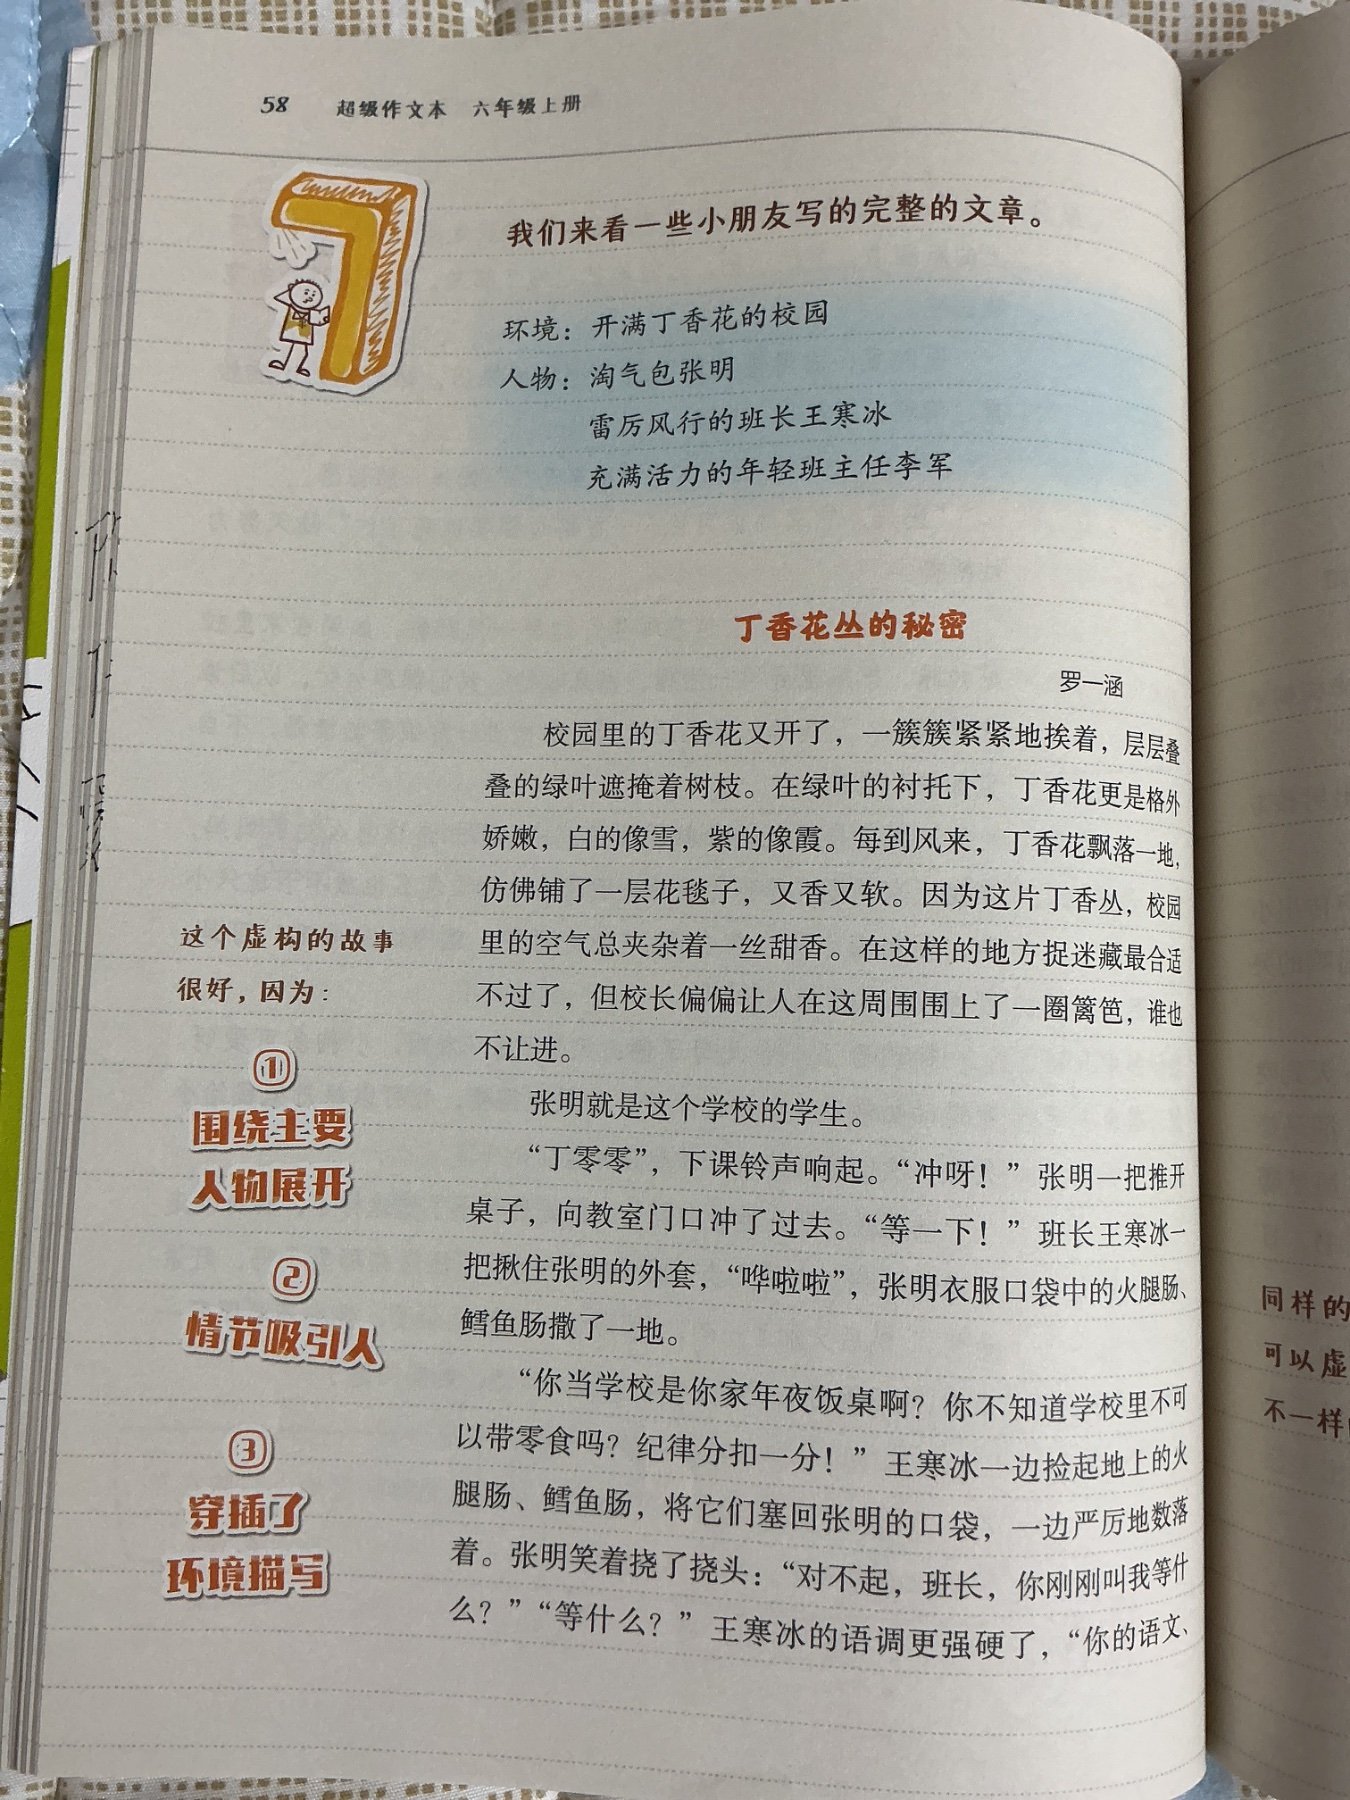 58 超级作文本 六年级上册
7
我们来看一些小朋友写的完整的文章。
环境：开满丁香花的校园
人物：淘气包张明
雷厉风行的班长王寒冰
充满活力的年轻班主任李军
丁香花丛的秘密
罗一涵
校园里的丁香花又开了，一簇簇紧紧地挨着，层层叠
叠的绿叶遮掩着树枝。在绿叶的衬托下，丁香花更是格外
娇嫩，白的像雪，紫的像霞。每到风来，丁香花飘落一地，
仿佛铺了一层花毯子，又香又软。因为这片丁香丛，校园
里的空气总夹杂着一丝甜香。在这样的地方捉迷藏最合适
不过了，但校长偏偏让人在这周围围上了一圈篱笆，谁也
不让进。
张明就是这个学校的学生。
“丁零零”，下课铃声响起。“冲呀！”张明一把推开
桌子，向教室门口冲了过去。“等一下！”班长王寒冰一
把揪住张明的外套，“哗啦啦”，张明衣服口袋中的火腿肠、
鳕鱼肠撒了一地。
“你当学校是你家年夜饭桌啊？你不知道学校里不可
以带零食吗？纪律分扣一分！”王寒冰一边捡起地上的火
腿肠、鳕鱼肠，将它们塞回张明的口袋，一边严厉地数落
着。张明笑着挠了挠头：“对不起，班长，你刚刚叫我等什
么？”“等什么？”王寒冰的语调更强硬了，“你的语文、
这个虚构的故事
很好，因为：
①
围绕主要
人物展开
②
情节吸引人
③
穿插了
环境描写
同样的
可以虚
不一样